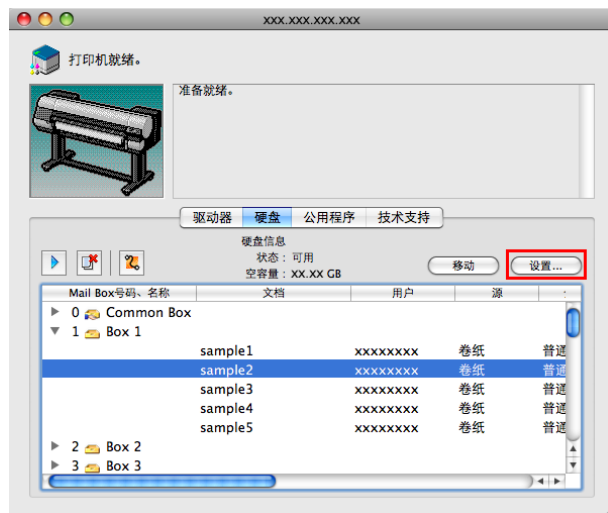 xxx.xxx.xxx.xxx
打印机就绪。
准备就绪。
驱动器 硬盘 公用程序 技术支持
硬盘信息
状态： 可用
空容量： XX.XX GB
移动 设置...
Mail Box号码、名称 文档 用户 源
0 Common Box
1 Box 1
sample1 xxxxxxxx 卷纸 普通
sample2 xxxxxxxx 卷纸 普通
sample3 xxxxxxxx 卷纸 普通
sample4 xxxxxxxx 卷纸 普通
sample5 xxxxxxxx 卷纸 普通
2 Box 2
3 Box 3